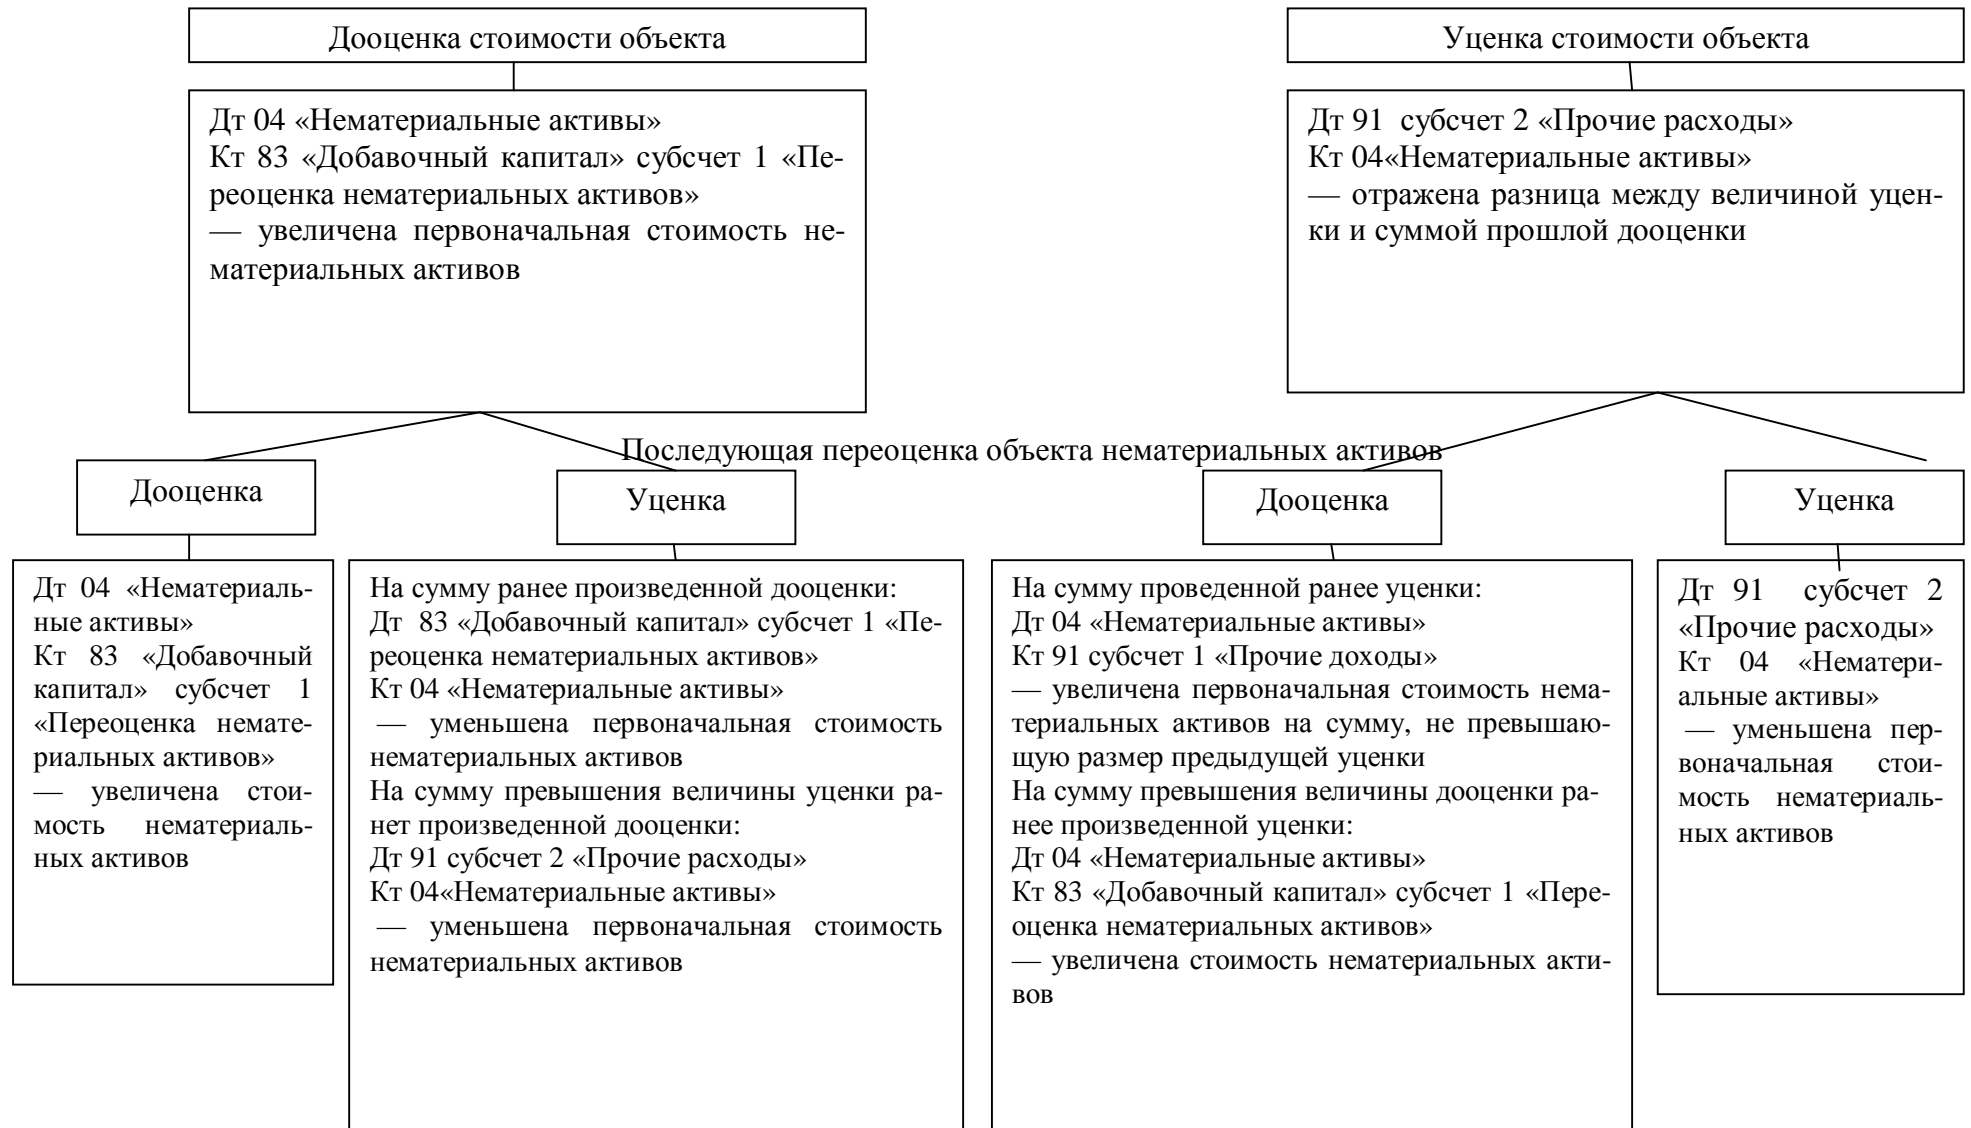 Дооценка стоимости объекта
Уценка стоимости объекта
Дт 04 «Нематериальные активы»
Кт 83 «Добавочный капитал» субсчет 1 «Пе-
реоценка нематериальных активов»
— увеличена первоначальная стоимость не-
материальных активов
Дт 91 субсчет 2 «Прочие расходы»
Кт 04«Нематериальные активы»
— отражена разница между величиной уцен-
ки и суммой прошлой дооценки
Последующая переоценка объекта нематериальных активов
Дооценка
Уценка
Дооценка
Уценка
Дт 04 «Нематериаль-
ные активы»
Кт 83 «Добавочный
капитал» субсчет 1
«Переоценка немате-
риальных активов»
— увеличена стои-
мость нематериаль-
ных активов
На сумму ранее произведенной дооценки:
Дт 83 «Добавочный капитал» субсчет 1 «Пе-
реоценка нематериальных активов»
Кт 04 «Нематериальные активы»
— уменьшена первоначальная стоимость
нематериальных активов
На сумму превышения величины уценки ра-
нет произведенной дооценки:
Дт 91 субсчет 2 «Прочие расходы»
Кт 04«Нематериальные активы»
— уменьшена первоначальная стоимость
нематериальных активов
На сумму проведенной ранее уценки:
Дт 04 «Нематериальные активы»
Кт 91 субсчет 1 «Прочие доходы»
— увеличена первоначальная стоимость нема-
териальных активов на сумму, не превышаю-
щую размер предыдущей уценки
На сумму превышения величины дооценки ра-
нее произведенной уценки:
Дт 04 «Нематериальные активы»
Кт 83 «Добавочный капитал» субсчет 1 «Пере-
оценка нематериальных активов»
— увеличена стоимость нематериальных акти-
вов
Дт 91 субсчет 2
«Прочие расходы»
Кт 04 «Нематери-
альные активы»
— уменьшена пер-
воначальная стои-
мость нематериаль-
ных активов